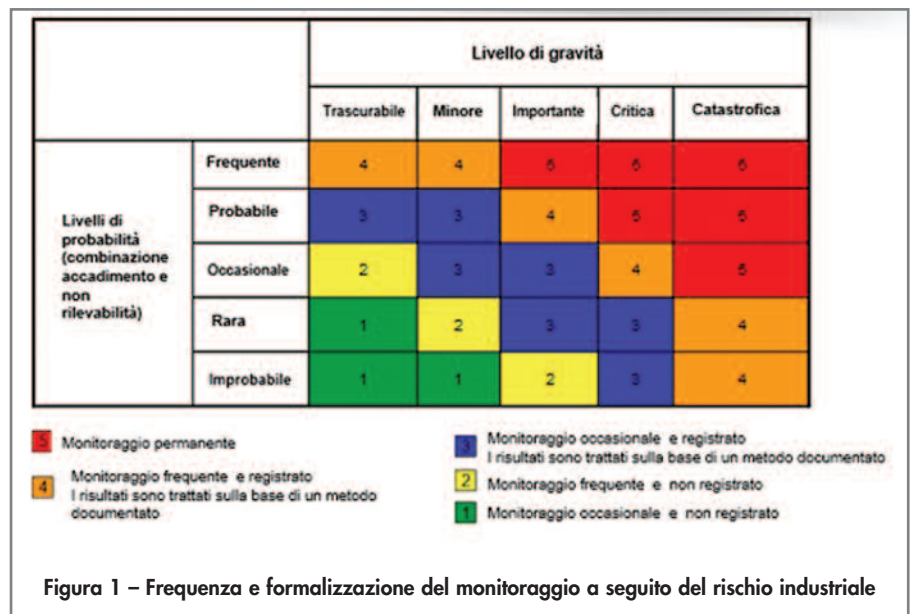 Livello di gravità
Trascurabile Minore Importante Critica Catastrofica
Livelli di probabilità (combinazione accadimento e non rilevabilità)
Frequente 4 4 5 5 5
Probabile 3 3 4 5 5
Occasionale 2 3 3 4 5
Rara 1 2 3 3 4
Improbabile 1 1 2 3 4
5 Monitoraggio permanente
4 Monitoraggio frequente e registrato
I risultati sono trattati sulla base di un metodo
documentato
3 Monitoraggio occasionale e registrato
I risultati sono trattati sulla base di un metodo documentato
2 Monitoraggio frequente e non registrato
1 Monitoraggio occasionale e non registrato
Figura 1 – Frequenza e formalizzazione del monitoraggio a seguito del rischio industriale